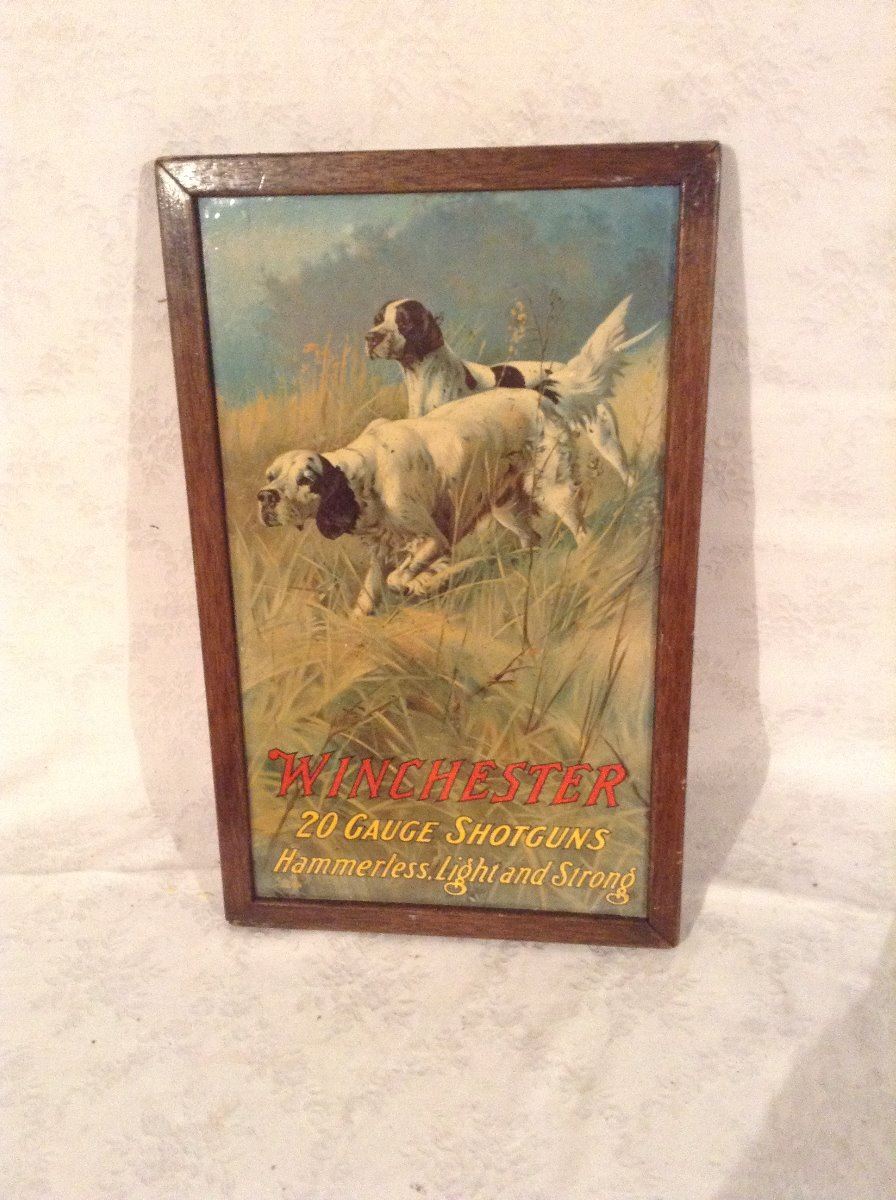 WINCHESTER
20 GAUGE SHOTGUNS
Hammerless, Light and Strong